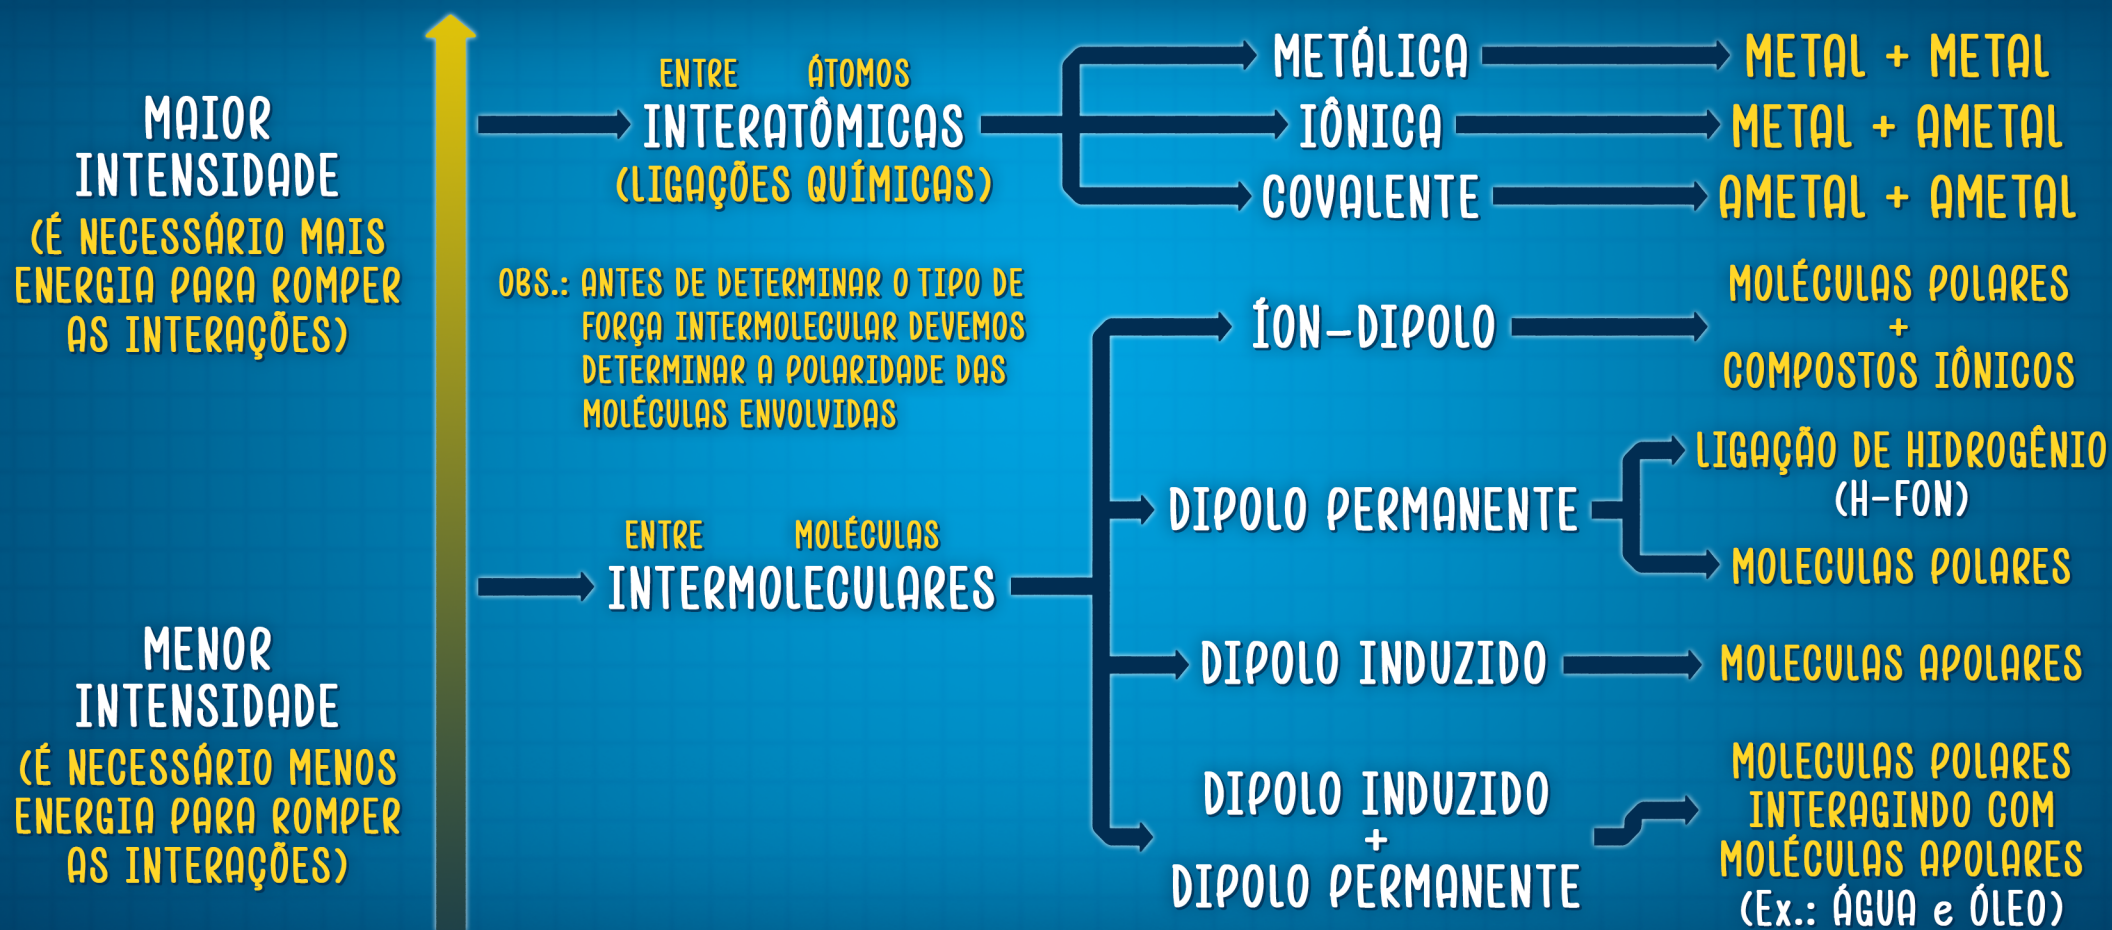 MAIOR
INTENSIDADE
(É NECESSÁRIO MAIS
ENERGIA PARA ROMPER
AS INTERAÇÕES)
MENOR
INTENSIDADE
(É NECESSÁRIO MENOS
ENERGIA PARA ROMPER
AS INTERAÇÕES)
ENTRE ÁTOMOS
INTERATÔMICAS
(LIGAÇÕES QUÍMICAS)
METÁLICA
METAL + METAL
IÔNICA
METAL + AMETAL
COVALENTE
AMETAL + AMETAL
OBS.: ANTES DE DETERMINAR O TIPO DE
FORÇA INTERMOLECULAR DEVEMOS
DETERMINAR A POLARIDADE DAS
MOLÉCULAS ENVOLVIDAS
ENTRE MOLÉCULAS
INTERMOLECULARES
ÍON-DIPOLO
MOLÉCULAS POLARES
+
COMPOSTOS IÔNICOS
DIPOLO PERMANENTE
LIGAÇÃO DE HIDROGÊNIO
(H-FON)
MOLECULAS POLARES
DIPOLO INDUZIDO
MOLECULAS APOLARES
DIPOLO INDUZIDO
+
DIPOLO PERMANENTE
MOLECULAS POLARES
INTERAGINDO COM
MOLÉCULAS APOLARES
(Ex.: ÁGUA e ÓLEO)